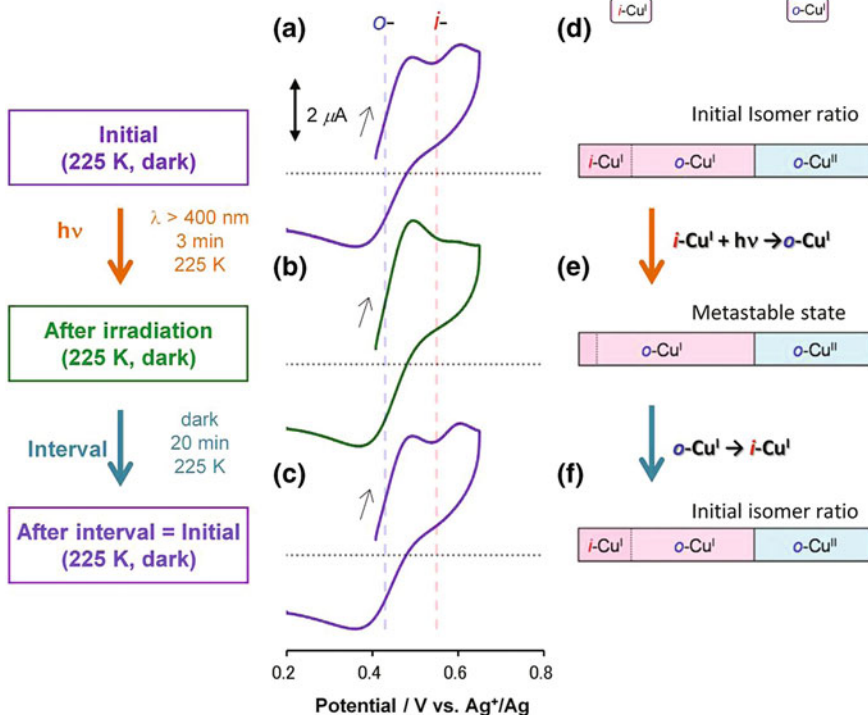 i-Cuᴵ
o-Cuᴵ
(a)
o-
i-
(d)
2 μA
Initial
(225 K, dark)
Initial Isomer ratio
i-Cuᴵ
o-Cuᴵ
o-Cuᴵᴵ
hν
λ > 400 nm
3 min
225 K
i-Cuᴵ + hν →o-Cuᴵ
(b)
(e)
After irradiation
(225 K, dark)
Metastable state
o-Cuᴵ
o-Cuᴵᴵ
Interval
dark
20 min
225 K
o-Cuᴵ → i-Cuᴵ
(c)
(f)
After interval = Initial
(225 K, dark)
Initial isomer ratio
i-Cuᴵ
o-Cuᴵ
o-Cuᴵᴵ
0.2
0.4
0.6
0.8
Potential / V vs. Ag⁺/Ag